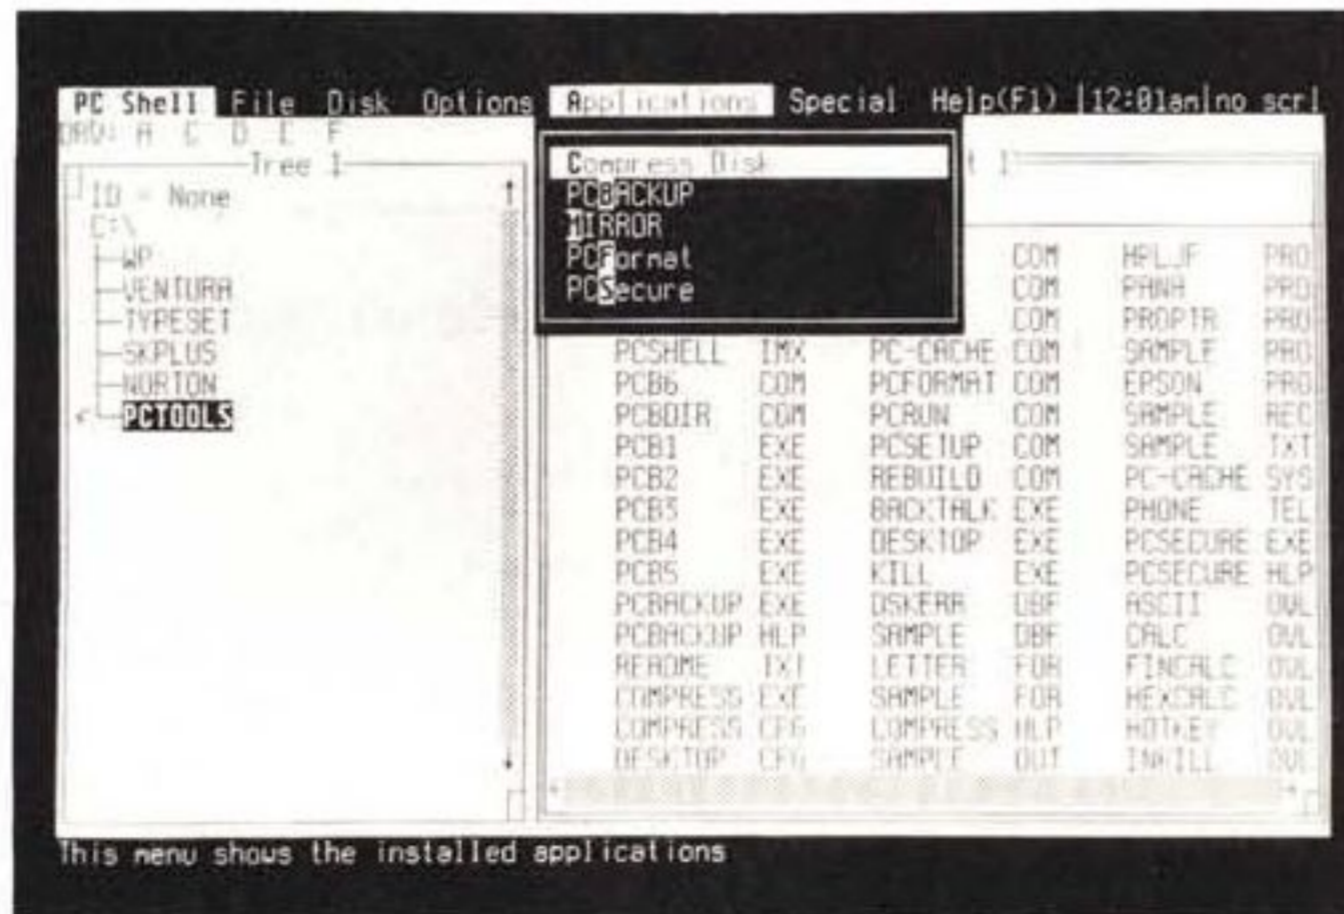 PC Shell File Disk Options Applications Special Help(F1) |12:01am|no scrl
DRV: A C D E F
Tree 1
ID = None
C:\
WP
VENTURA
TYPESET
SKPLUS
NORTON
PCTOOLS
Compress Disk
PCBACKUP
MIRROR
PCFormat
PCSecure
t 1
COM HPLJF PRO
COM PANA PRO
COM PROPTR PRO
PCSHELL IMX PC-CACHE COM SAMPLE PRO
PCB6 COM PCFORMAT COM EPSON PRO
PCBDIR COM PCRUN COM SAMPLE REC
PCB1 EXE PCSETUP COM SAMPLE TXT
PCB2 EXE REBUILD COM PC-CACHE SYS
PCB3 EXE BACKTALK EXE PHONE TEL
PCB4 EXE DESKTOP EXE PCSECURE EXE
PCB5 EXE KILL EXE PCSECURE HLP
PCBACKUP EXE DSKERR DBF ASCII OVL
PCBACKUP HLP SAMPLE DBF CALC OVL
README TXT LETTER FOR FINCALC OVL
COMPRESS EXE SAMPLE FOR HEXCALC OVL
COMPRESS CFG COMPRESS HLP HOTKEY OVL
DESKTOP CFG SAMPLE OUT INKILL OVL
This menu shows the installed applications